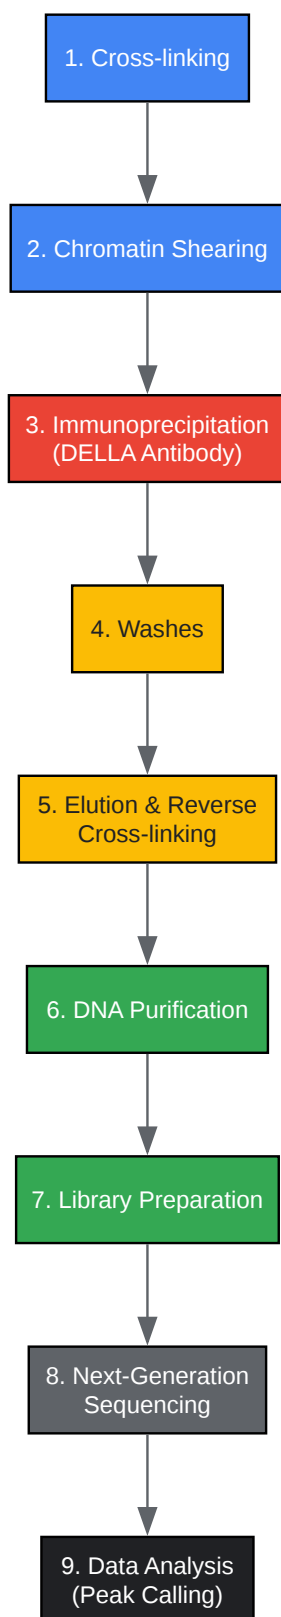 1. Cross-linking
2. Chromatin Shearing
3. Immunoprecipitation
(DELLA Antibody)
4. Washes
5. Elution & Reverse
Cross-linking
6. DNA Purification
7. Library Preparation
8. Next-Generation
Sequencing
9. Data Analysis
(Peak Calling)